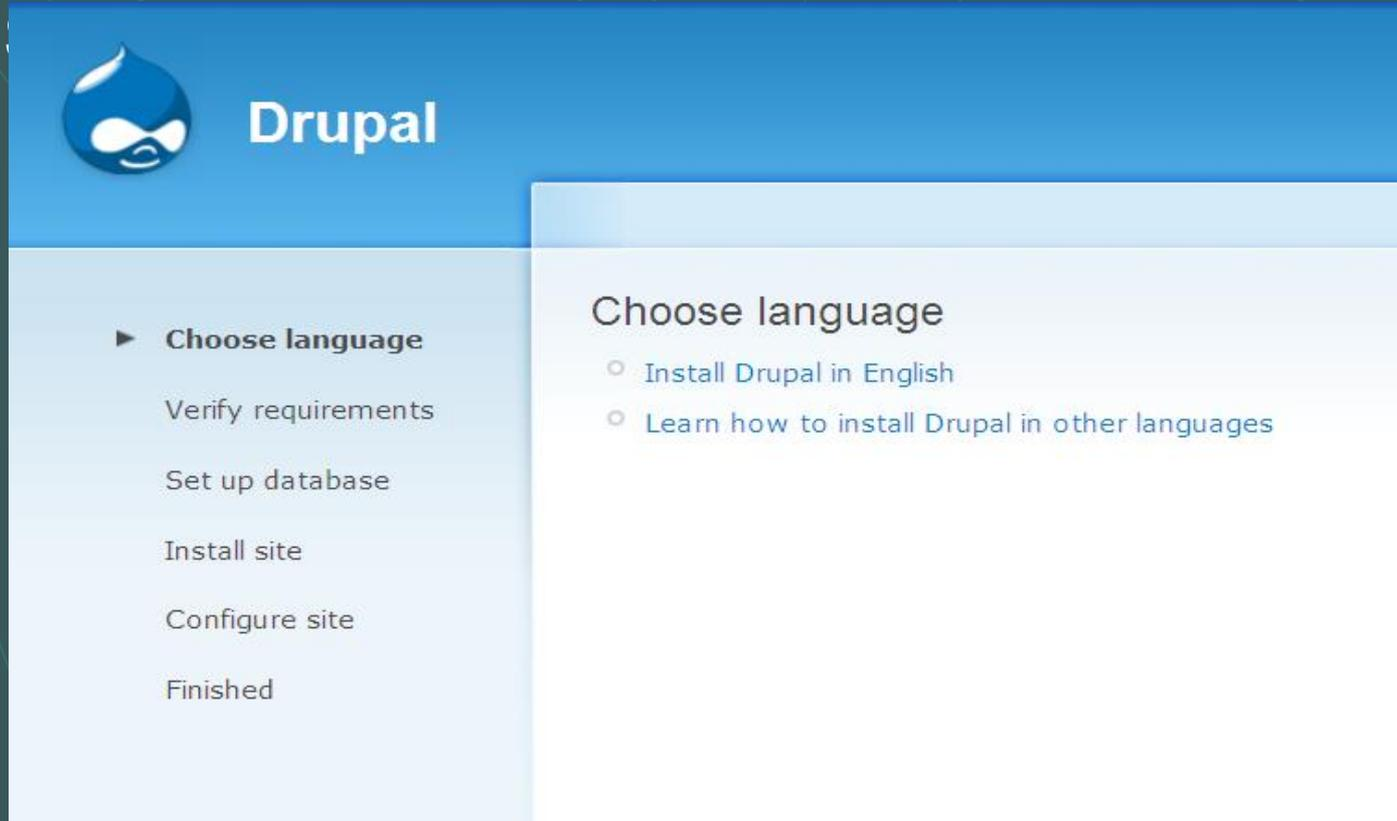 Drupal
Choose language
Verify requirements
Set up database
Install site
Configure site
Finished
Choose language
Install Drupal in English
Learn how to install Drupal in other languages